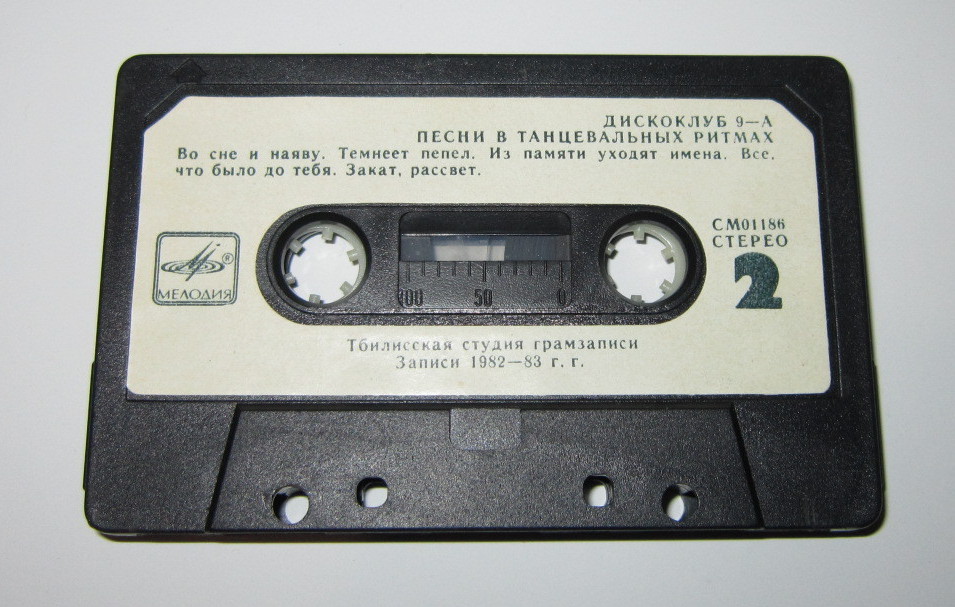 ДИСКОКЛУБ 9—А
ПЕСНИ В ТАНЦЕВАЛЬНЫХ РИТМАХ
Во сне и наяву. Темнеет пепел. Из памяти уходят имена. Все,
что было до тебя. Закат, рассвет.
СМ01186
СТЕРЕО
2
®
МЕЛОДИЯ
100 50 0
Тбилисская студия грамзаписи
Записи 1982—83 г. г.